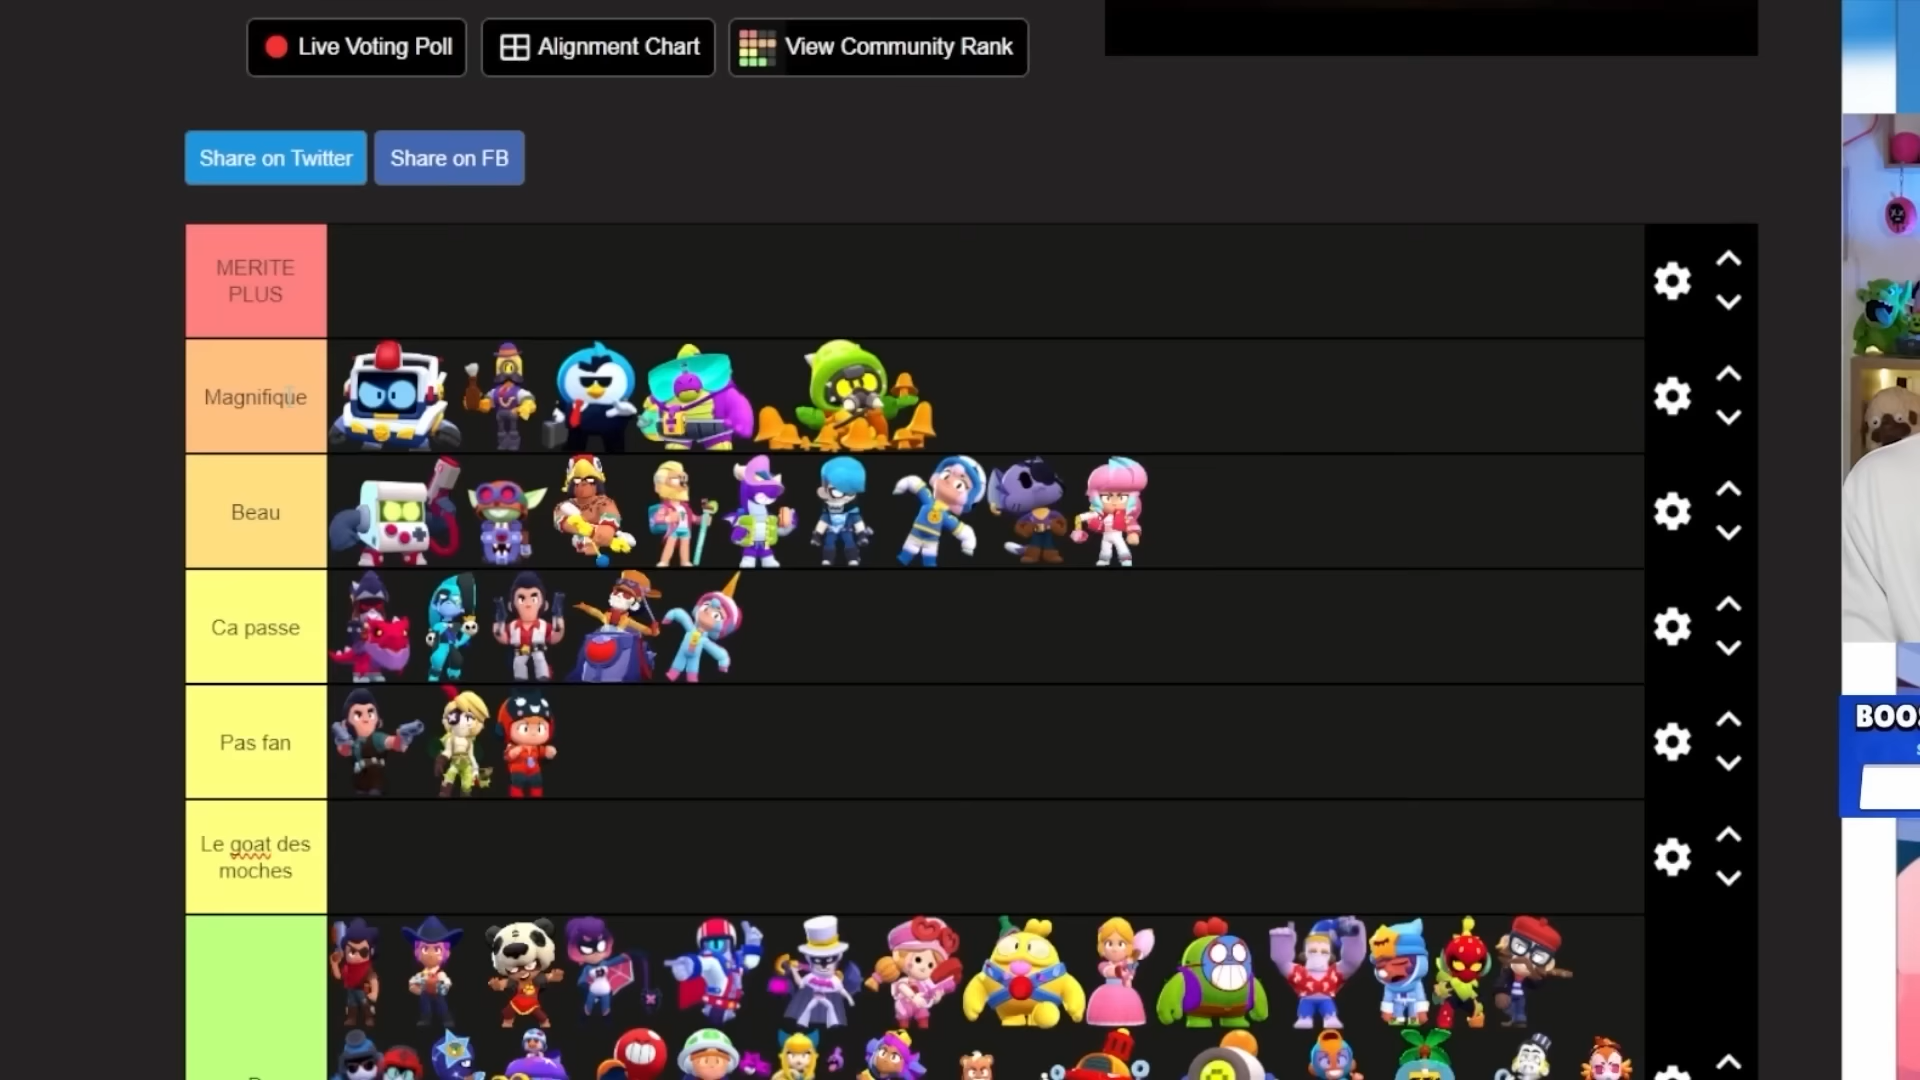 Live Voting Poll
Alignment Chart
View Community Rank
Share on Twitter
Share on FB
MERITE
PLUS
Magnifique
Beau
Ca passe
Pas fan
Le goat des
moches